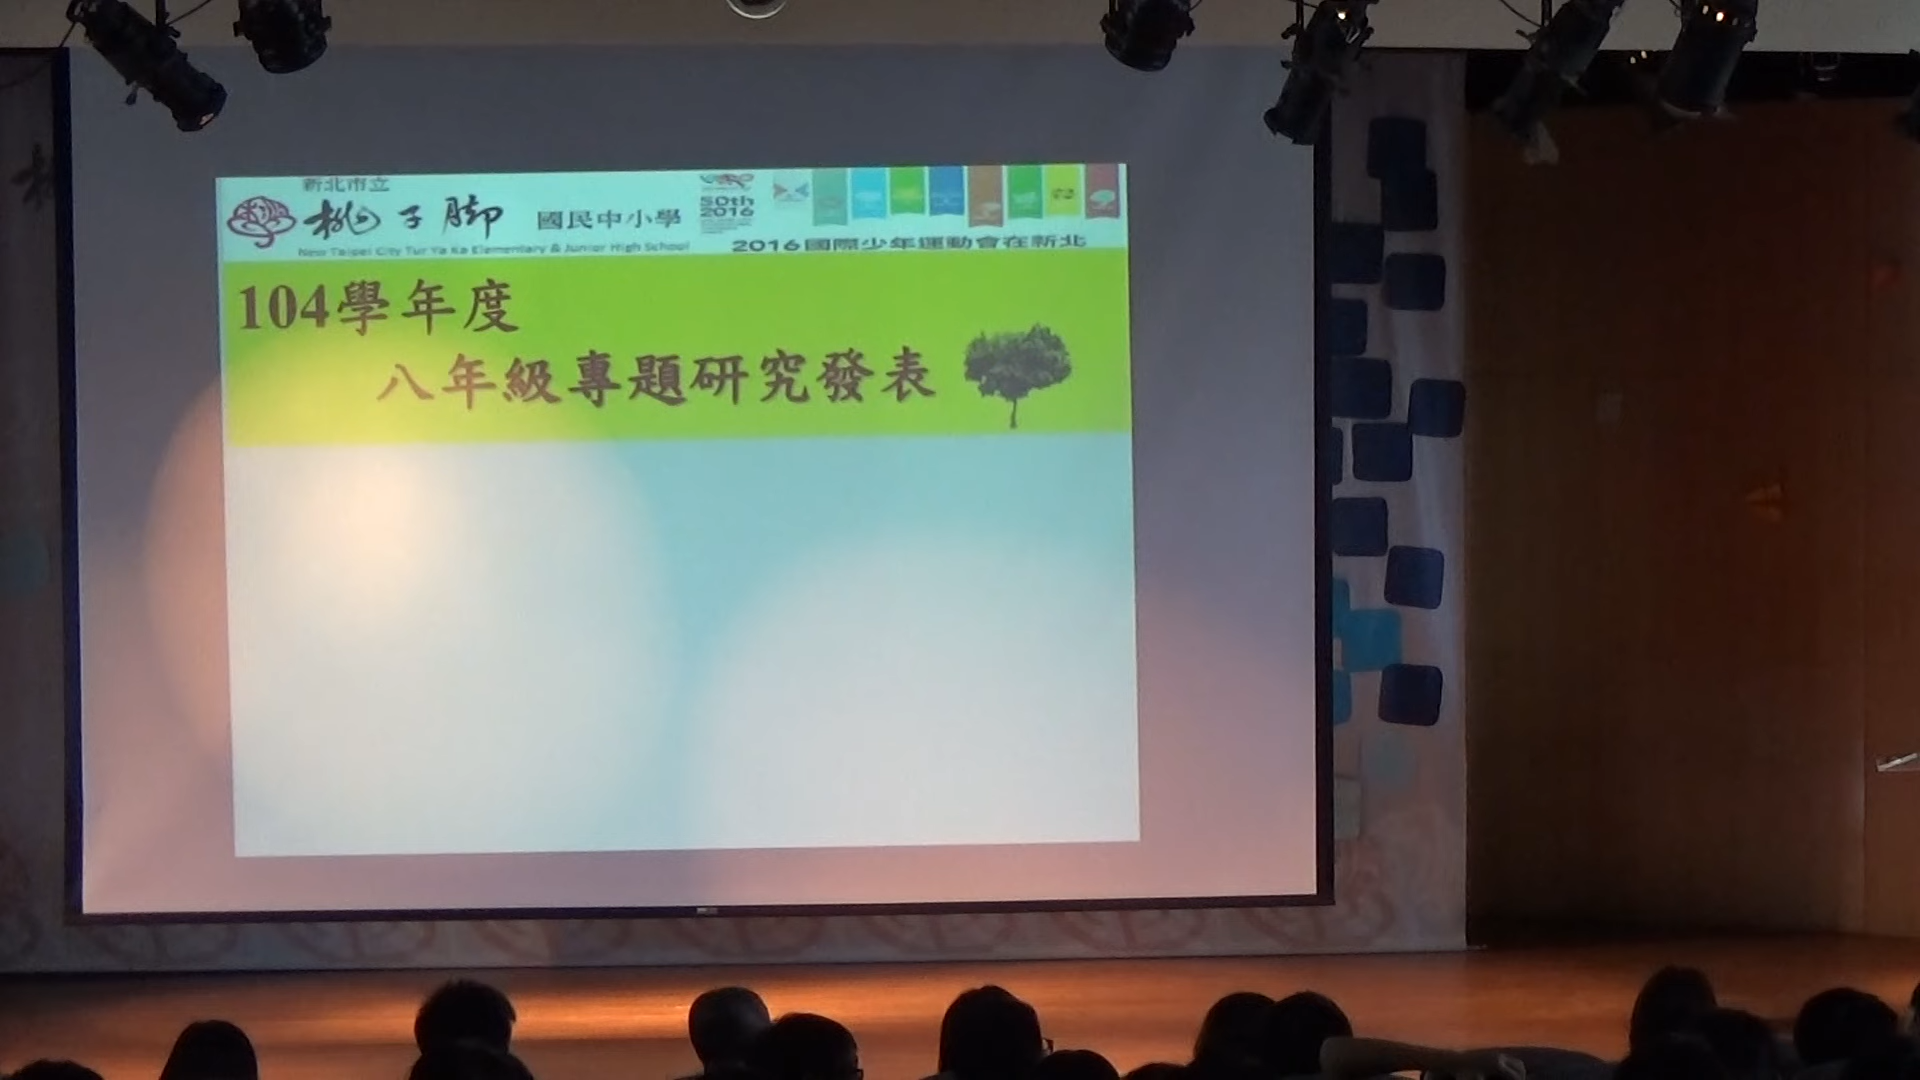 新北市立
桃子腳 國民中小學
New Taipei City Tur Ya Ka Elementary & Junior High School
50th
2016
2016國際少年運動會在新北
104學年度
八年級專題研究發表